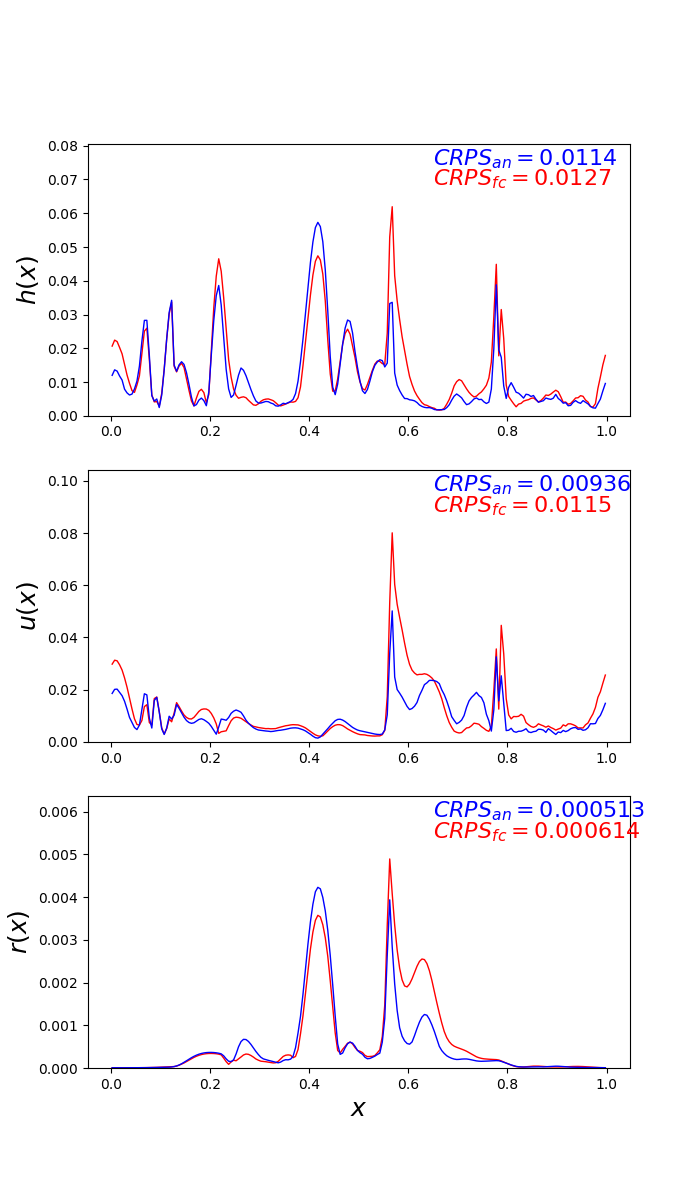 CRPS_an = 0.0114
CRPS_fc = 0.0127
0.08
0.07
0.06
0.05
0.04
0.03
0.02
0.01
0.00
h(x)
0.0 0.2 0.4 0.6 0.8 1.0
CRPS_an = 0.00936
CRPS_fc = 0.0115
0.10
0.08
0.06
0.04
0.02
0.00
u(x)
0.0 0.2 0.4 0.6 0.8 1.0
CRPS_an = 0.000513
CRPS_fc = 0.000614
0.006
0.005
0.004
0.003
0.002
0.001
0.000
r(x)
0.0 0.2 0.4 0.6 0.8 1.0
x